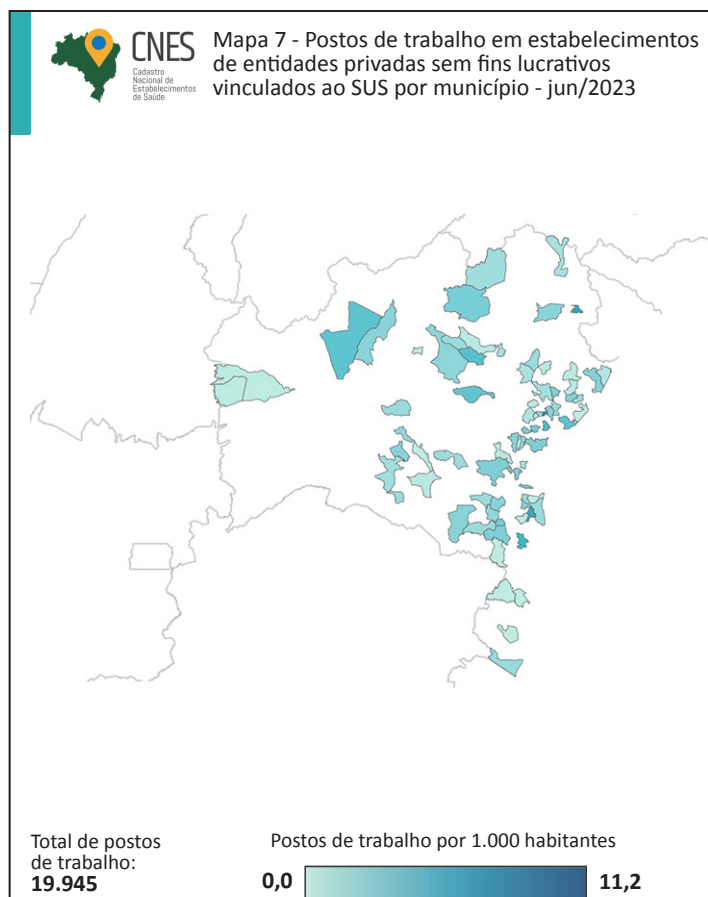 CNES
Cadastro
Nacional de
Estabelecimentos
de Saúde
Mapa 7 - Postos de trabalho em estabelecimentos
de entidades privadas sem fins lucrativos
vinculados ao SUS por município - jun/2023
Total de postos
de trabalho:
19.945
Postos de trabalho por 1.000 habitantes
0,0
11,2